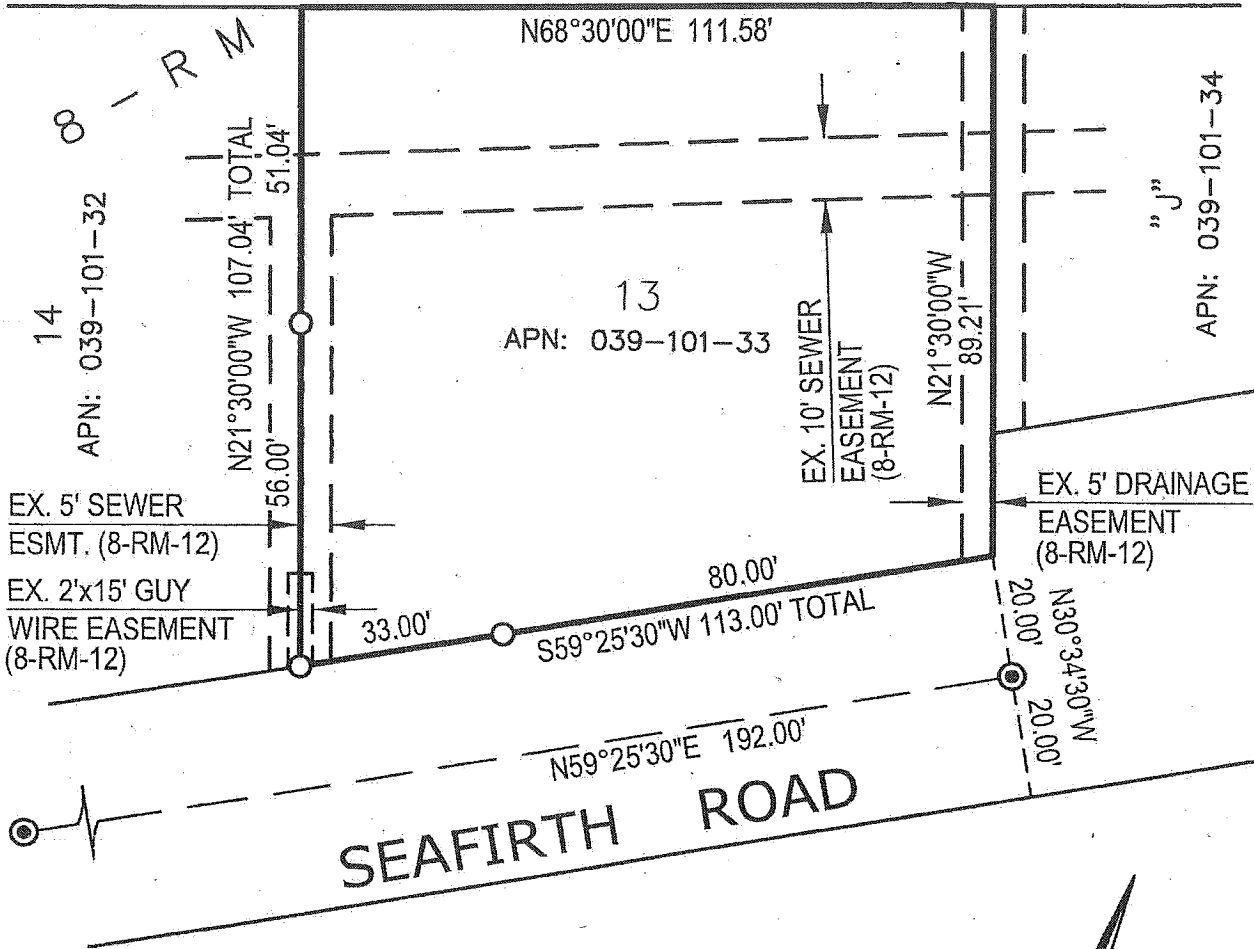 N68°30'00"E 111.58'
8 - R M
14
APN: 039-101-32
N21°30'00"W 107.04' TOTAL
51.04'
56.00'
13
APN: 039-101-33
EX. 10' SEWER
EASEMENT
(8-RM-12)
N21°30'00"W
89.21'
"J"
APN: 039-101-34
EX. 5' SEWER
ESMT. (8-RM-12)
EX. 2'x15' GUY
WIRE EASEMENT
(8-RM-12)
EX. 5' DRAINAGE
EASEMENT
(8-RM-12)
33.00'
80.00'
S59°25'30"W 113.00' TOTAL
20.00'
N30°34'30"W
20.00'
N59°25'30"E 192.00'
SEAFIRTH ROAD